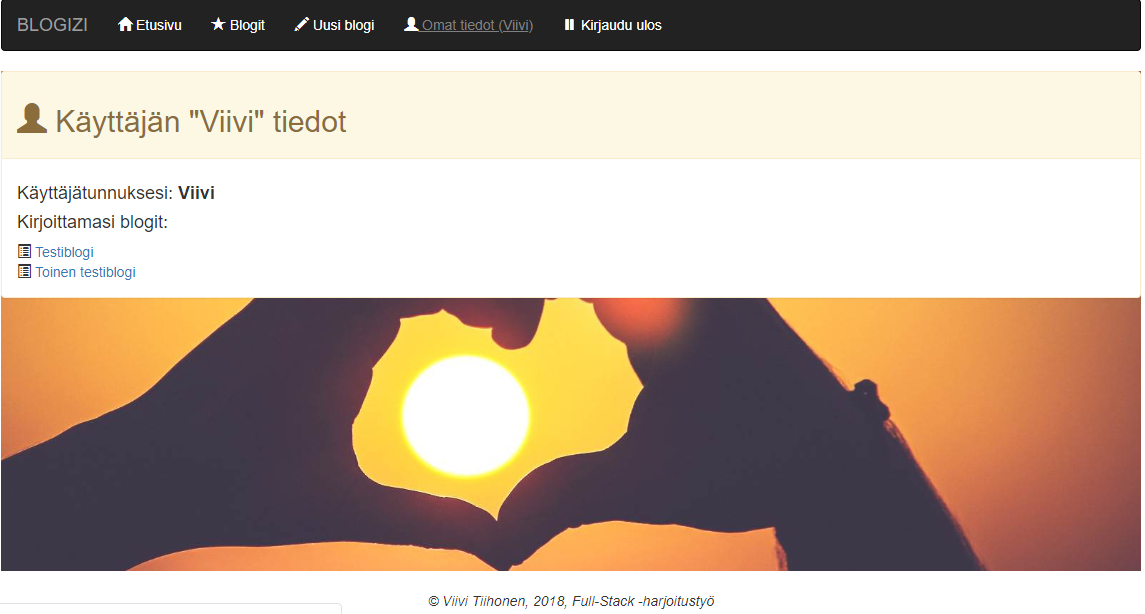 BLOGIZI Etusivu Blogit Uusi blogi Omat tiedot (Viivi) Kirjaudu ulos
Käyttäjän "Viivi" tiedot
Käyttäjätunnuksesi: Viivi
Kirjoittamasi blogit:
Testiblogi
Toinen testiblogi
© Viivi Tiihonen, 2018, Full-Stack -harjoitustyö